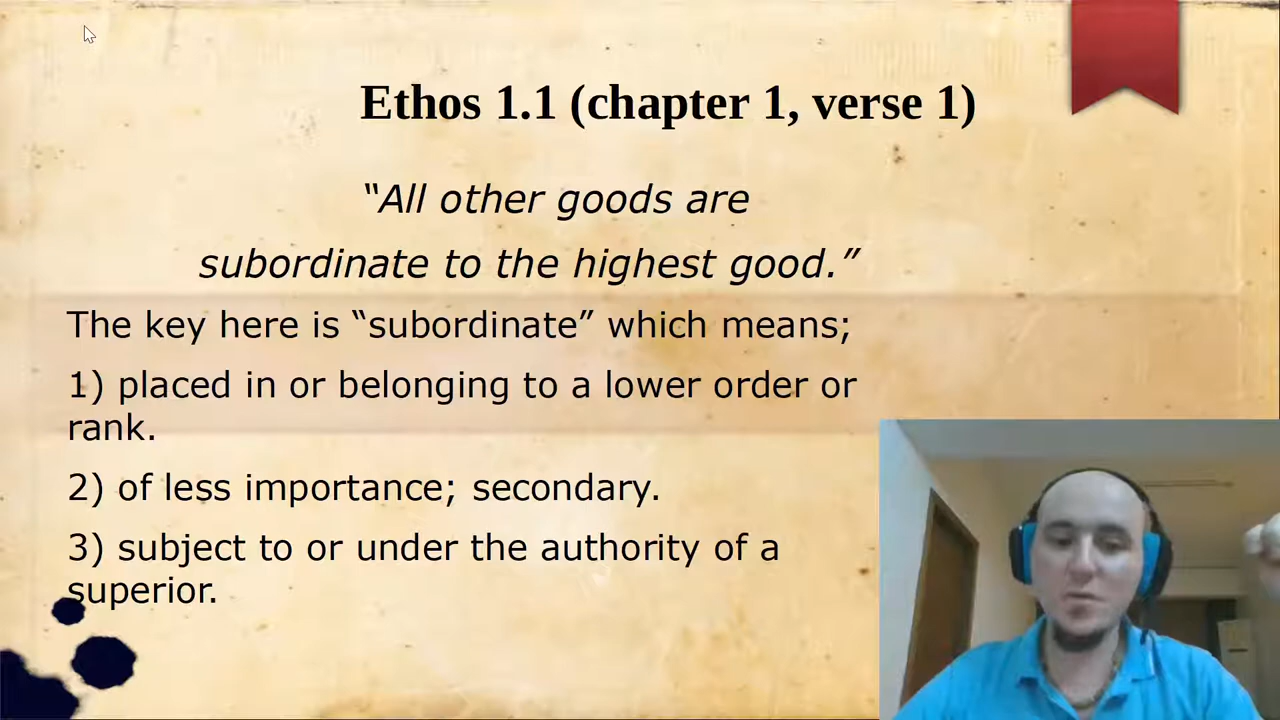 Ethos 1.1 (chapter 1, verse 1)
“All other goods are
subordinate to the highest good.”
The key here is “subordinate” which means;
1) placed in or belonging to a lower order or
rank.
2) of less importance; secondary.
3) subject to or under the authority of a
superior.